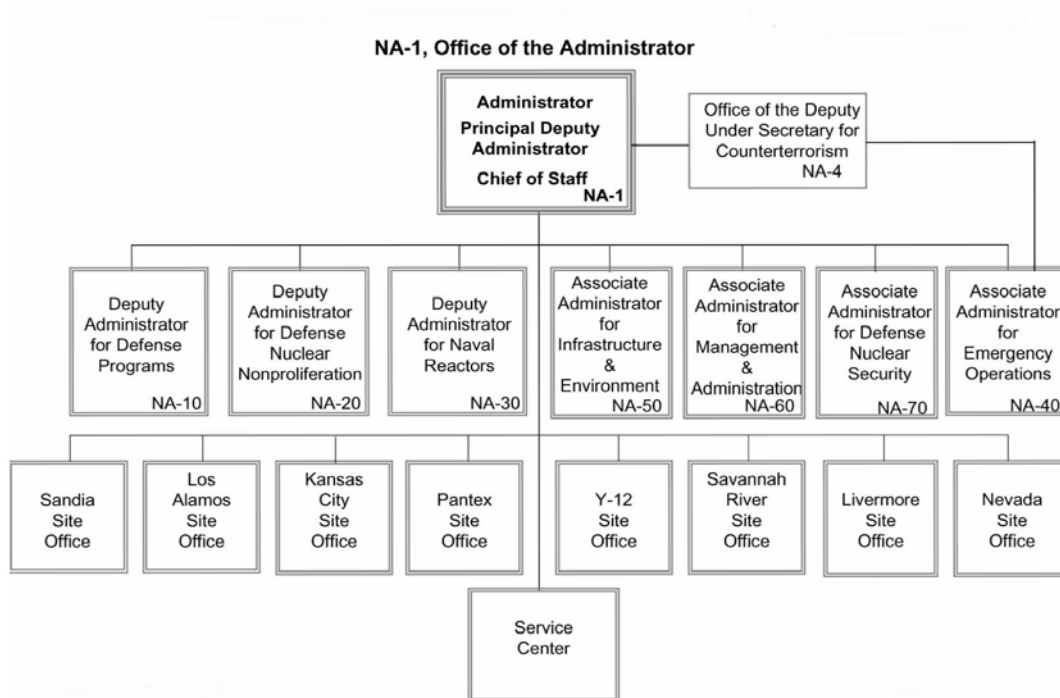 NA-1, Office of the Administrator
Administrator
Principal Deputy
Administrator
Chief of Staff
NA-1
Office of the Deputy
Under Secretary for
Counterterrorism
NA-4
Deputy
Administrator
for Defense
Programs
NA-10
Deputy
Administrator
for Defense
Nuclear
Nonproliferation
NA-20
Deputy
Administrator
for Naval
Reactors
NA-30
Associate
Administrator
for
Infrastructure
&
Environment
NA-50
Associate
Administrator
for
Management
&
Administration
NA-60
Associate
Administrator
for Defense
Nuclear
Security
NA-70
Associate
Administrator
for
Emergency
Operations
NA-40
Sandia
Site
Office
Los
Alamos
Site
Office
Kansas
City
Site
Office
Pantex
Site
Office
Y-12
Site
Office
Savannah
River
Site
Office
Livermore
Site
Office
Nevada
Site
Office
Service
Center